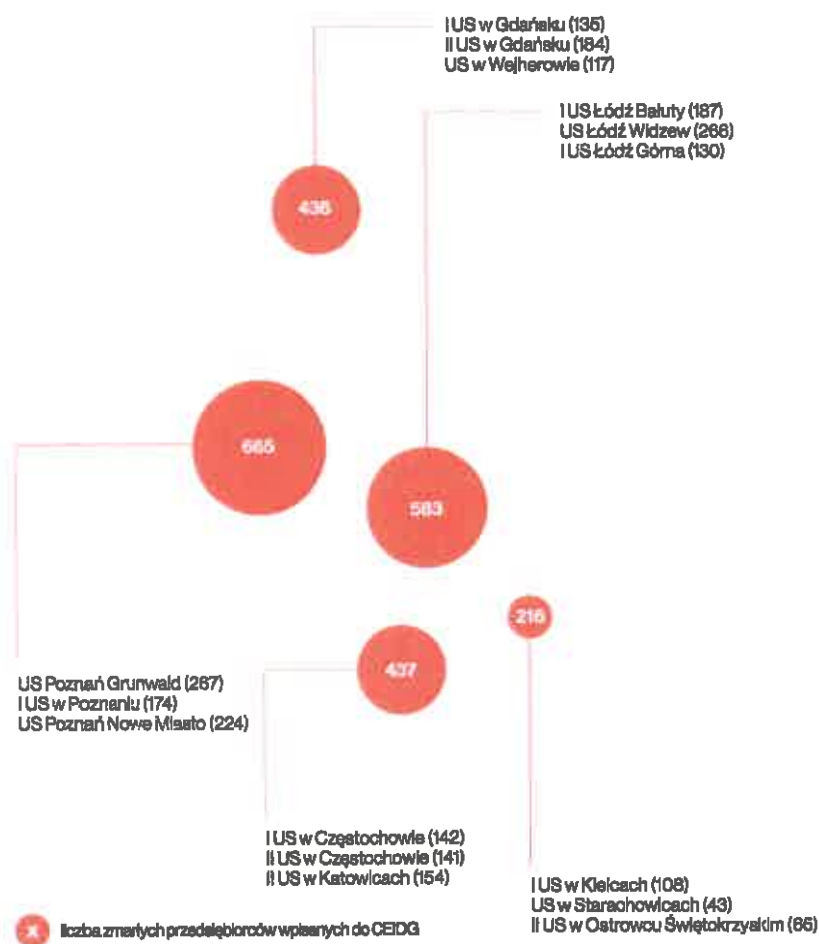 I US w Gdańsku (135)
II US w Gdańsku (184)
US w Wejherowie (117)
I US Łódź Bałuty (187)
US Łódź Widzew (266)
I US Łódź Górna (130)
436
665
583
216
437
US Poznań Grunwald (267)
I US w Poznaniu (174)
US Poznań Nowe Miasto (224)
I US w Częstochowie (142)
II US w Częstochowie (141)
II US w Katowicach (154)
I US w Kielcach (108)
US w Starachowicach (43)
II US w Ostrowcu Świętokrzyskim (65)
x liczba zmarłych przedsiębiorców wpisanych do CEIDG